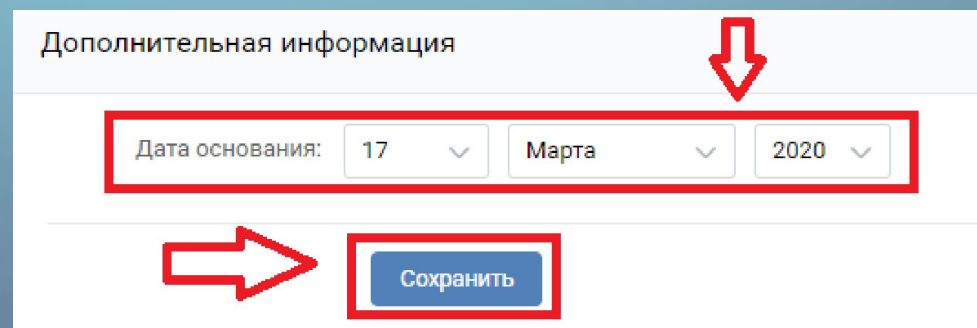 Дополнительная информация
Дата основания: 17 Марта 2020
Сохранить